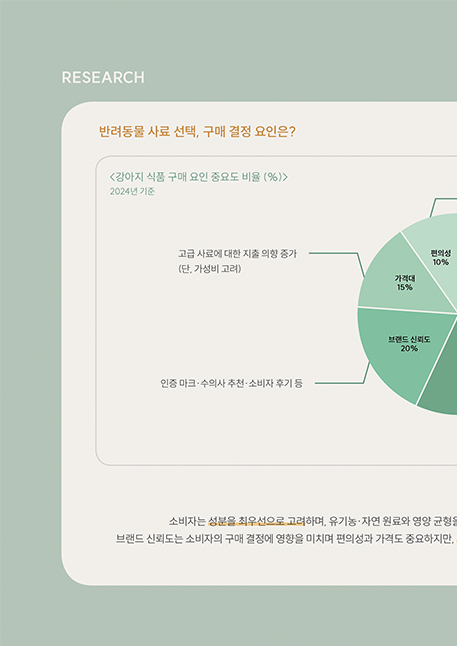 RESEARCH
반려동물 사료 선택, 구매 결정 요인은?
<강아지 식품 구매 요인 중요도 비율 (%)>
2024년 기준
편의성
10%
고급 사료에 대한 지출 의향 증가
(단, 가성비 고려)
가격대
15%
브랜드 신뢰도
20%
인증 마크·수의사 추천·소비자 후기 등
소비자는 성분을 최우선으로 고려하며, 유기농·자연 원료와 영양 균형을
브랜드 신뢰도는 소비자의 구매 결정에 영향을 미치며 편의성과 가격도 중요하지만,